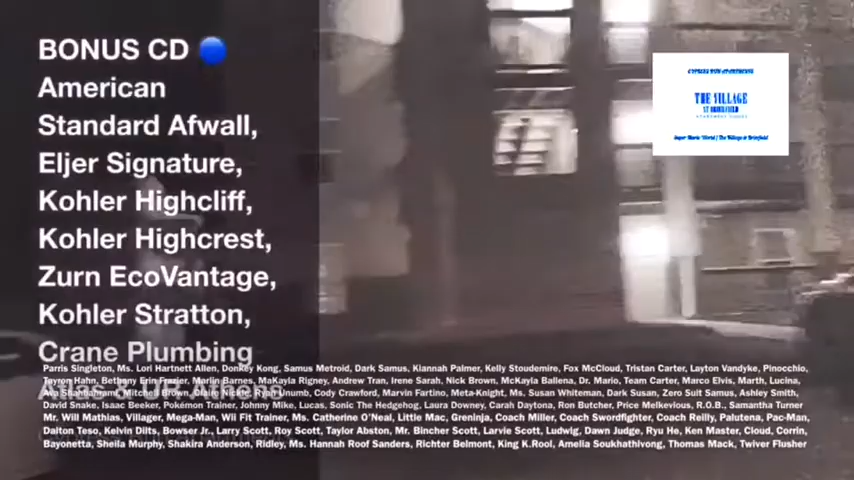 BONUS CD 🔵
American
Standard Afwall,
Eljer Signature,
Kohler Highcliff,
Kohler Highcrest,
Zurn EcoVantage,
Kohler Stratton,
Crane Plumbing
THE VILLAGE
Super Mario World / The Village @
Parris Singleton, Ms. Lori Hartnett Allen, Donkey Kong, Samus Metroid, Dark Samus, Kiannah Palmer, Kelly Stoudemire, Fox McCloud, Tristan Carter, Layton Vandyke, Pinocchio,
Hahn, Bethany Erin Frazer, Marlin Barnes, MaKayla Rigney, Andrew Tran, Irene Sarah, Nick Brown, McKayla Ballena, Dr. Mario, Team Carter, Marco Elvis, Marth, Lucina,
Mitchell Brown, Cody Crawford, Marvin Fartino, Meta-Knight, Ms. Susan Whiteman, Dark Susan, Zero Suit Samus, Ashley Smith,
David Snake, Isaac Beeker, Pokémon Trainer, Johnny Mike, Lucas, Sonic The Hedgehog, Laura Downey, Carah Daytona, Ron Butcher, Price Melkevious, R.O.B., Samantha Turner
Mr. Will Mathias, Villager, Mega-Man, Wii Fit Trainer, Ms. Catherine O'Neal, Little Mac, Greninja, Coach Miller, Coach Swordfighter, Coach Reilly, Palutena, Pac-Man,
Dalton Teso, Kelvin Dilts, Bowser Jr., Larry Scott, Roy Scott, Taylor Abston, Mr. Bincher Scott, Larvie Scott, Ludwig, Dawn Judge, Ryu He, Ken Master, Cloud, Corrin,
Bayonetta, Sheila Murphy, Shakira Anderson, Ridley, Ms. Hannah Roof Sanders, Richter Belmont, King K.Rool, Amelia Soukhathivong, Thomas Mack, Twiver Flusher